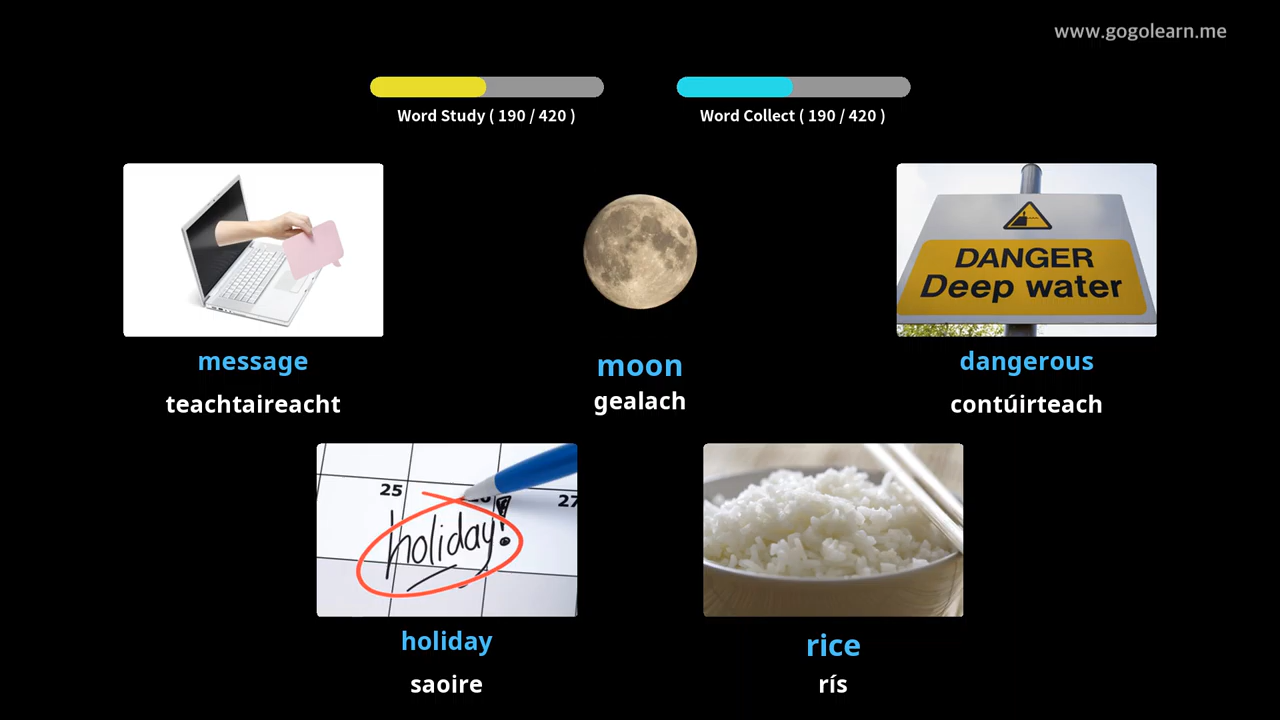 www.gogolearn.me
Word Study ( 190 / 420 )
Word Collect ( 190 / 420 )
DANGER
Deep water
message
teachtaireacht
moon
gealach
dangerous
contúirteach
25
27
holiday!
holiday
saoire
rice
rís